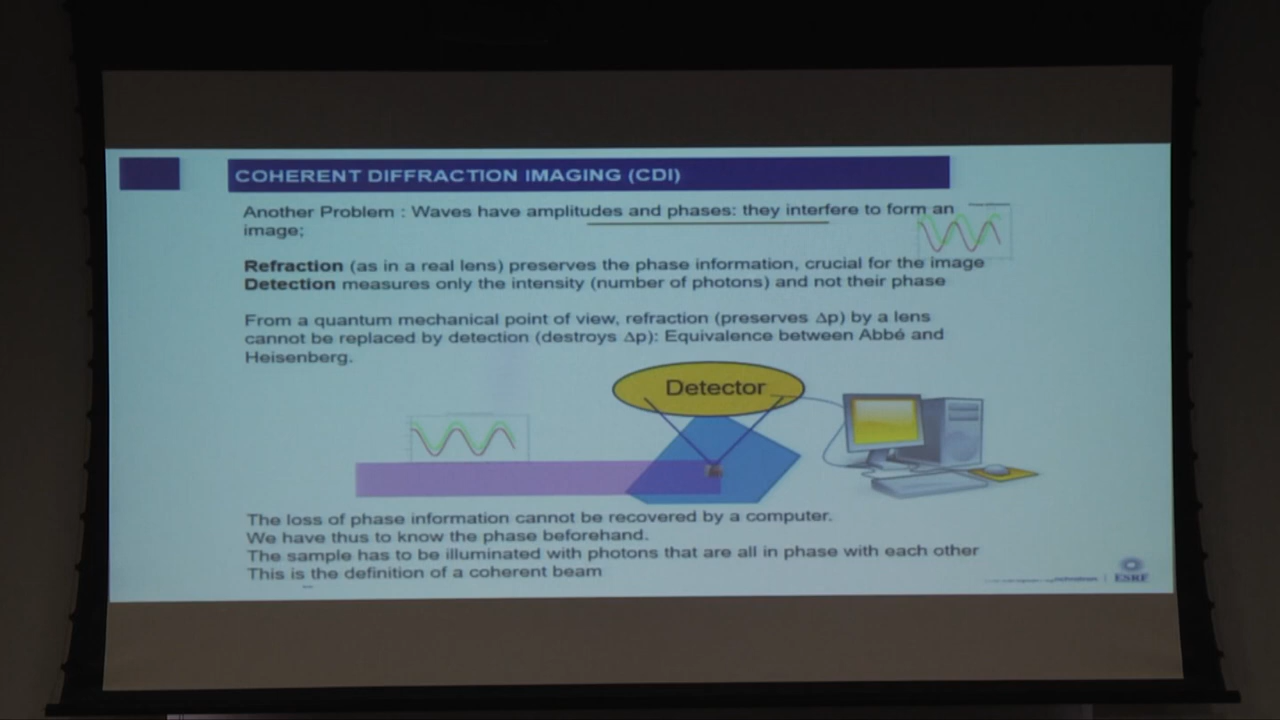 COHERENT DIFFRACTION IMAGING (CDI)
Another Problem : Waves have amplitudes and phases: they interfere to form an
image;
Refraction (as in a real lens) preserves the phase information, crucial for the image
Detection measures only the intensity (number of photons) and not their phase
From a quantum mechanical point of view, refraction (preserves Δp) by a lens
cannot be replaced by detection (destroys Δp): Equivalence between Abbé and
Heisenberg.
Detector
The loss of phase information cannot be recovered by a computer.
We have thus to know the phase beforehand.
The sample has to be illuminated with photons that are all in phase with each other
This is the definition of a coherent beam
ESRF